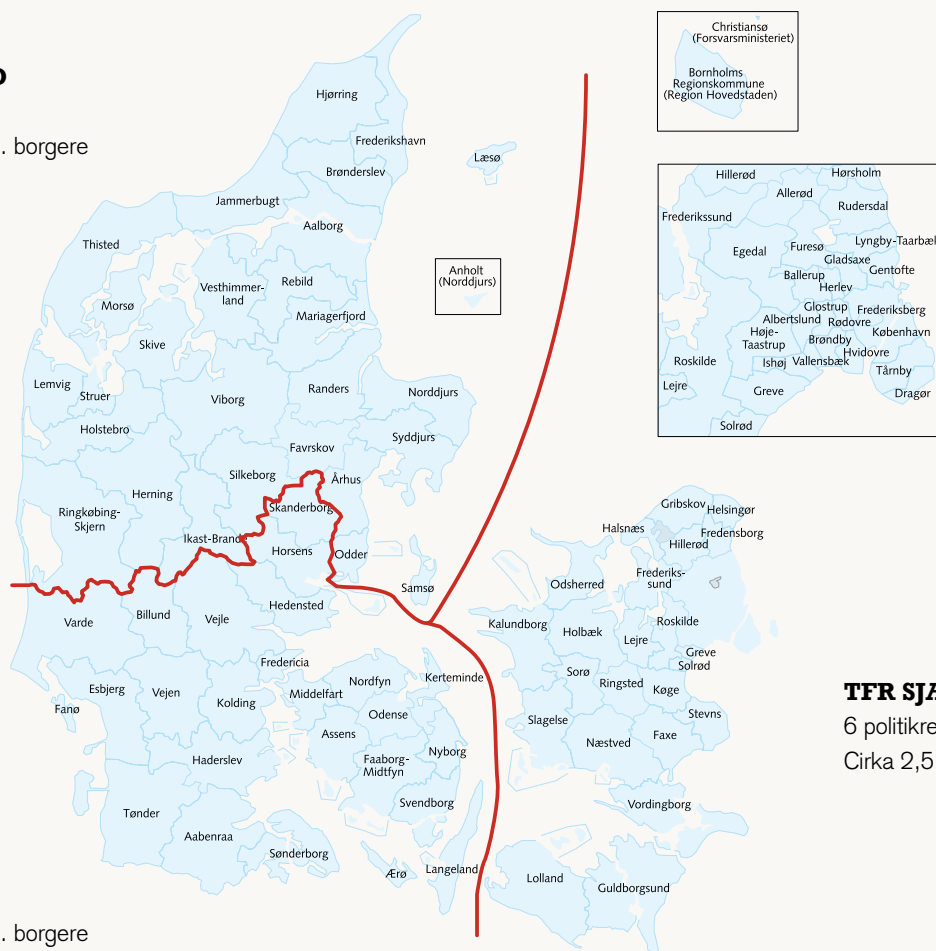 . borgere
Hjørring
Frederikshavn
Brønderslev
Læsø
Jammerbugt
Aalborg
Thisted
Vesthimmer-
land
Rebild
Morsø
Mariagerfjord
Skive
Anholt
(Norddjurs)
Lemvig
Struer
Viborg
Randers
Norddjurs
Holstebro
Syddjurs
Favrskov
Silkeborg
Århus
Herning
Skanderborg
Ringkøbing-
Skjern
Ikast-Brande
Horsens
Odder
Samsø
Hedensted
Varde
Billund
Vejle
Fredericia
Esbjerg
Vejen
Kolding
Fanø
Middelfart
Nordfyn
Kerteminde
Odense
Assens
Nyborg
Faaborg-
Midtfyn
Haderslev
Svendborg
Tønder
Aabenraa
Sønderborg
Ærø
Langeland
. borgere
Christiansø
(Forsvarsministeriet)
Bornholms
Regionskommune
(Region Hovedstaden)
Hillerød
Hørsholm
Allerød
Rudersdal
Frederikssund
Egedal
Furesø
Lyngby-Taarbæk
Gladsaxe
Gentofte
Ballerup
Herlev
Glostrup
Frederiksberg
Albertslund
Rødovre
København
Høje-
Taastrup
Brøndby
Hvidovre
Roskilde
Ishøj
Vallensbæk
Tårnby
Lejre
Greve
Dragør
Solrød
Gribskov
Helsingør
Halsnæs
Fredensborg
Hillerød
Frederiks-
sund
Odsherred
Kalundborg
Holbæk
Roskilde
Lejre
Greve
Solrød
Sorø
Ringsted
Køge
Stevns
Slagelse
Næstved
Faxe
Vordingborg
Lolland
Guldborgsund
TFR SJÆ
6 politikre
Cirka 2,5